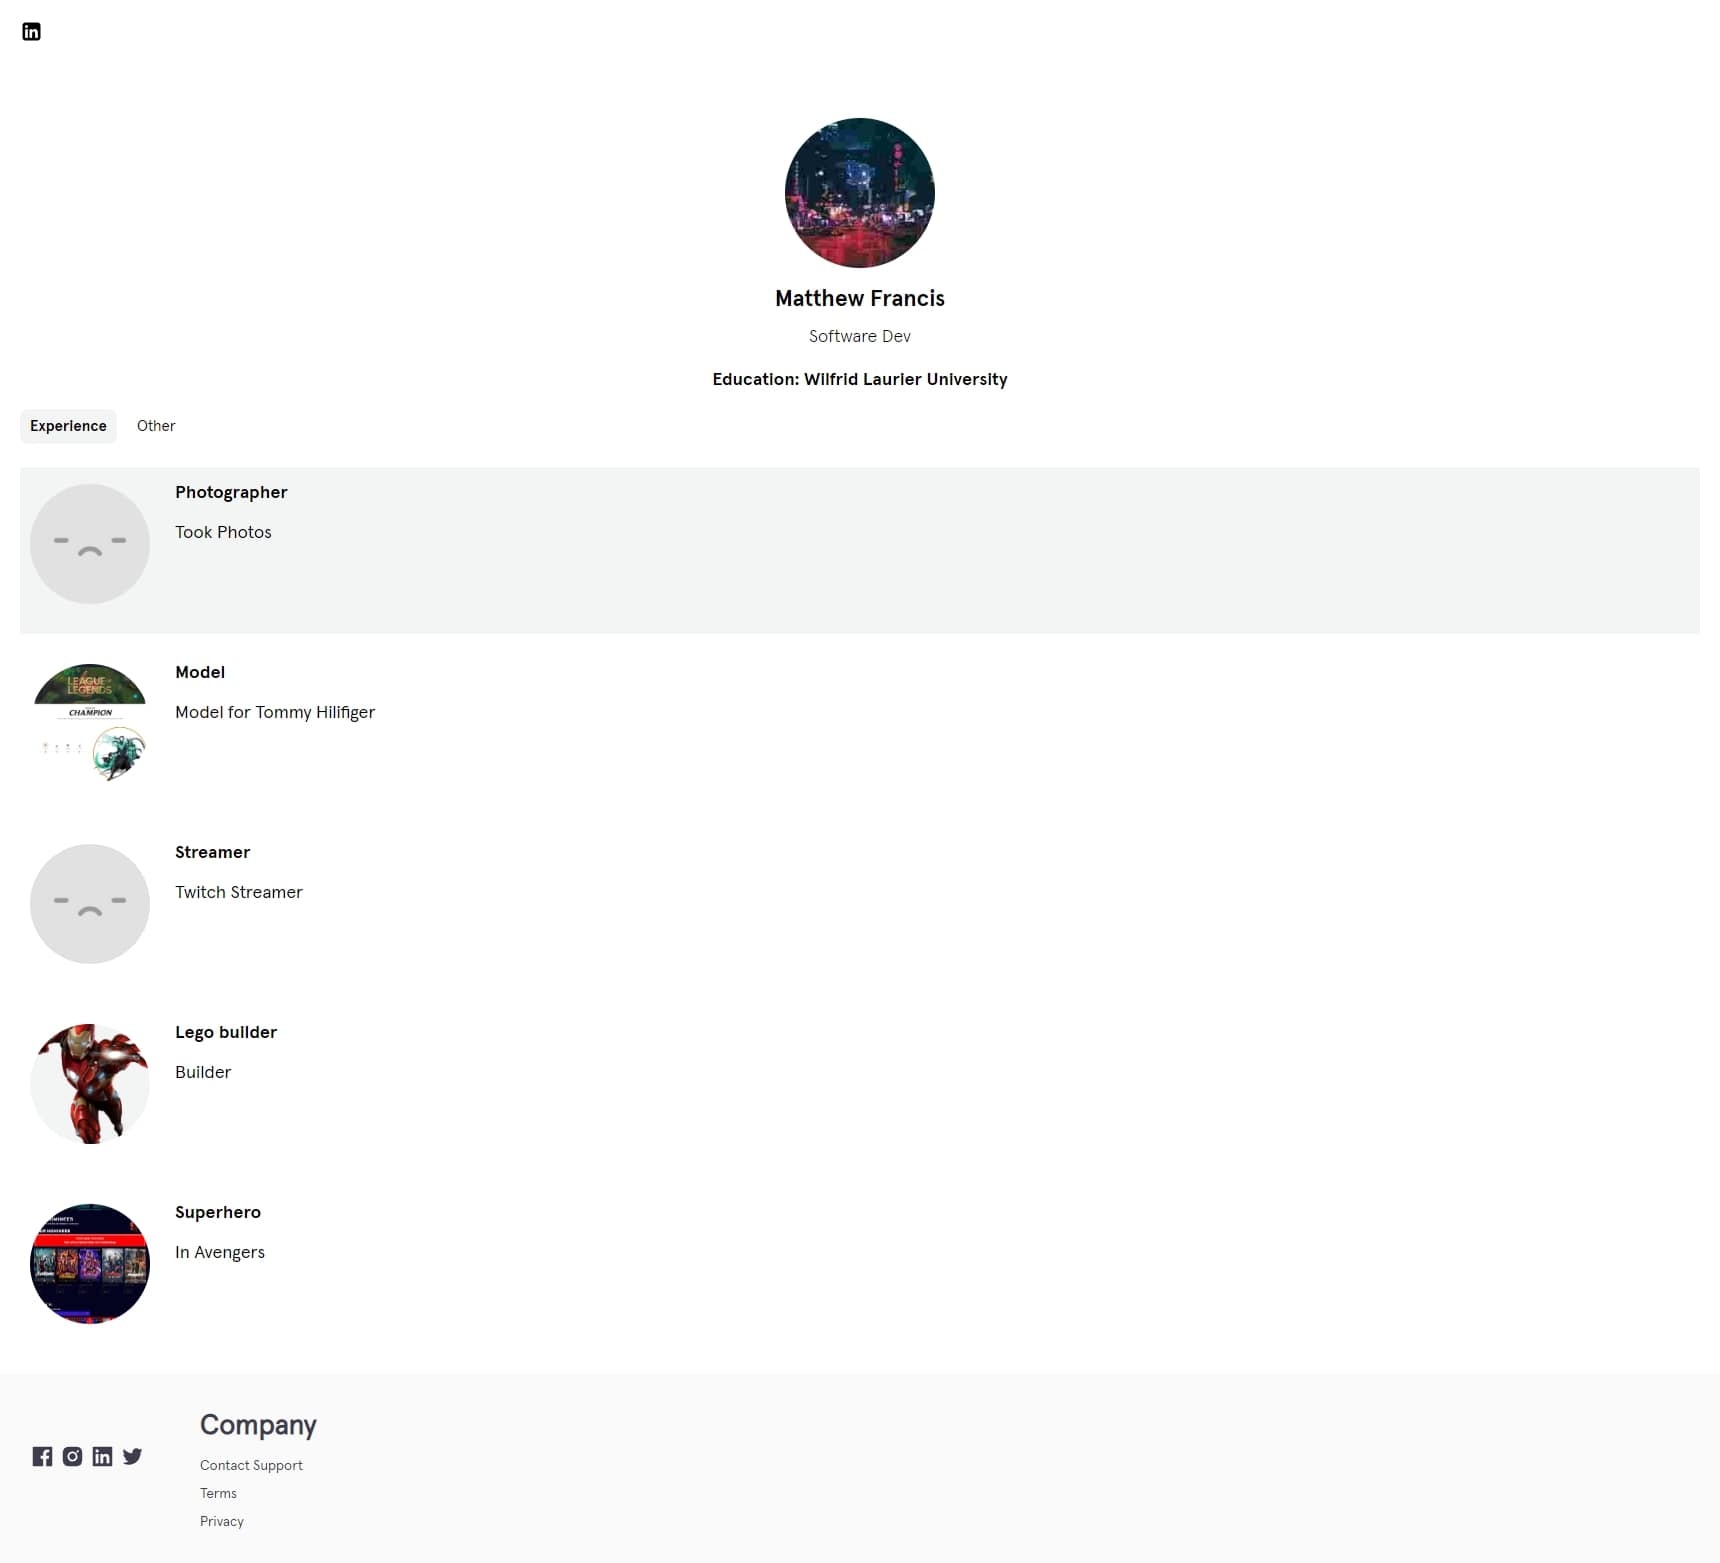 Matthew Francis
Software Dev
Education: Wilfrid Laurier University
Experience
Other
Photographer
Took Photos
LEAGUE OF
LEGENDS
CHAMPION
Model
Model for Tommy Hilifiger
Streamer
Twitch Streamer
Lego builder
Builder
Superhero
In Avengers
Company
Contact Support
Terms
Privacy